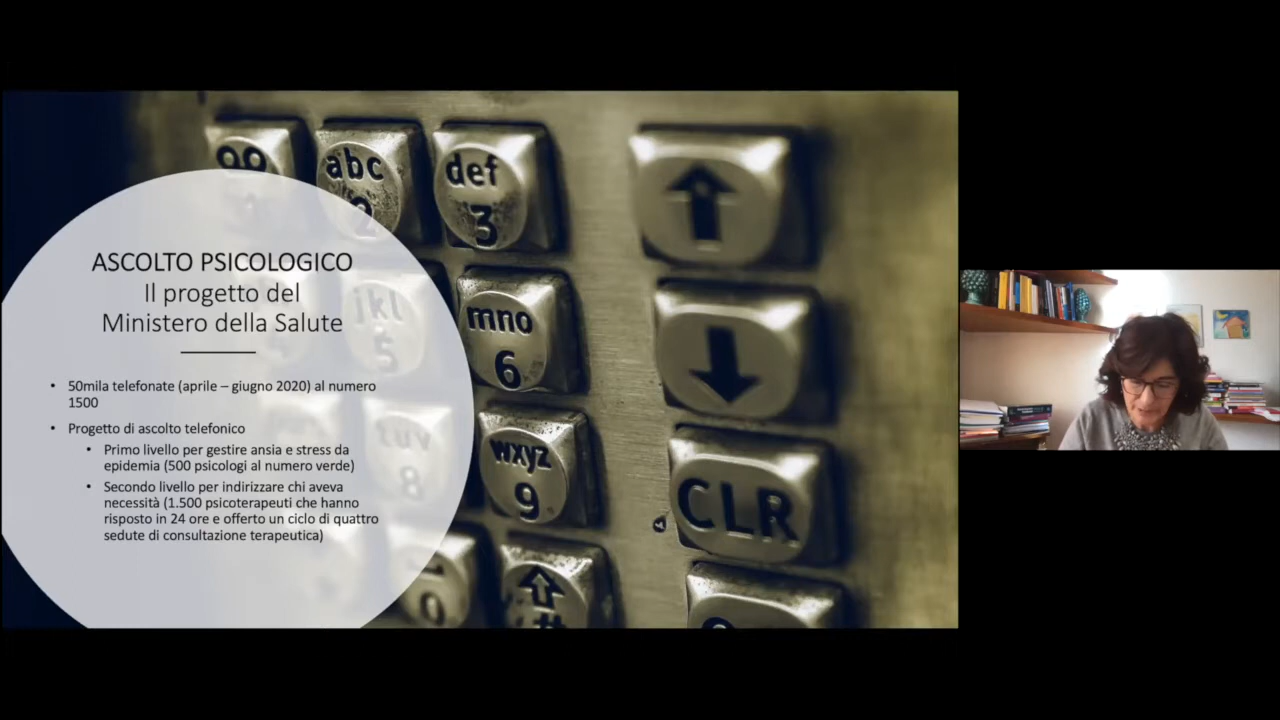 ASCOLTO PSICOLOGICO
Il progetto del
Ministero della Salute
• 50mila telefonate (aprile – giugno 2020) al numero
1500
• Progetto di ascolto telefonico
• Primo livello per gestire ansia e stress da
epidemia (500 psicologi al numero verde)
• Secondo livello per indirizzare chi aveva
necessità (1.500 psicoterapeuti che hanno
risposto in 24 ore e offerto un ciclo di quattro
sedute di consultazione terapeutica)
abc
2
def
3
jkl
5
mno
6
tuv
8
wxyz
9
CLR
0
#